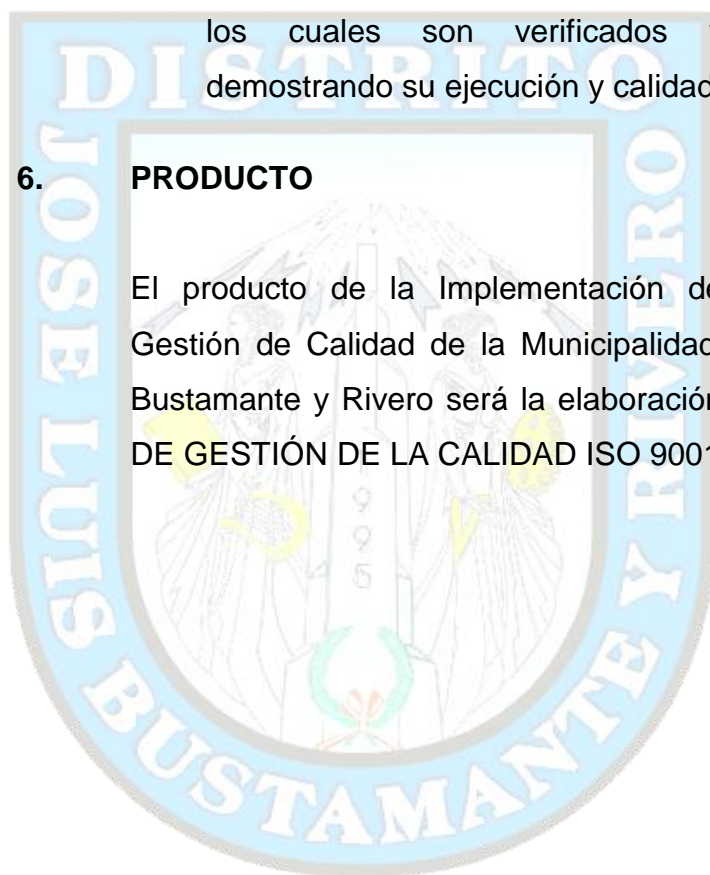 los cuales son verificados
demostrando su ejecución y calidad
6. PRODUCTO
El producto de la Implementación de
Gestión de Calidad de la Municipalidad
Bustamante y Rivero será la elaboración
DE GESTIÓN DE LA CALIDAD ISO 9001
DISTRITO
JOSE LUIS BUSTAMANTE Y RIVERO
1995